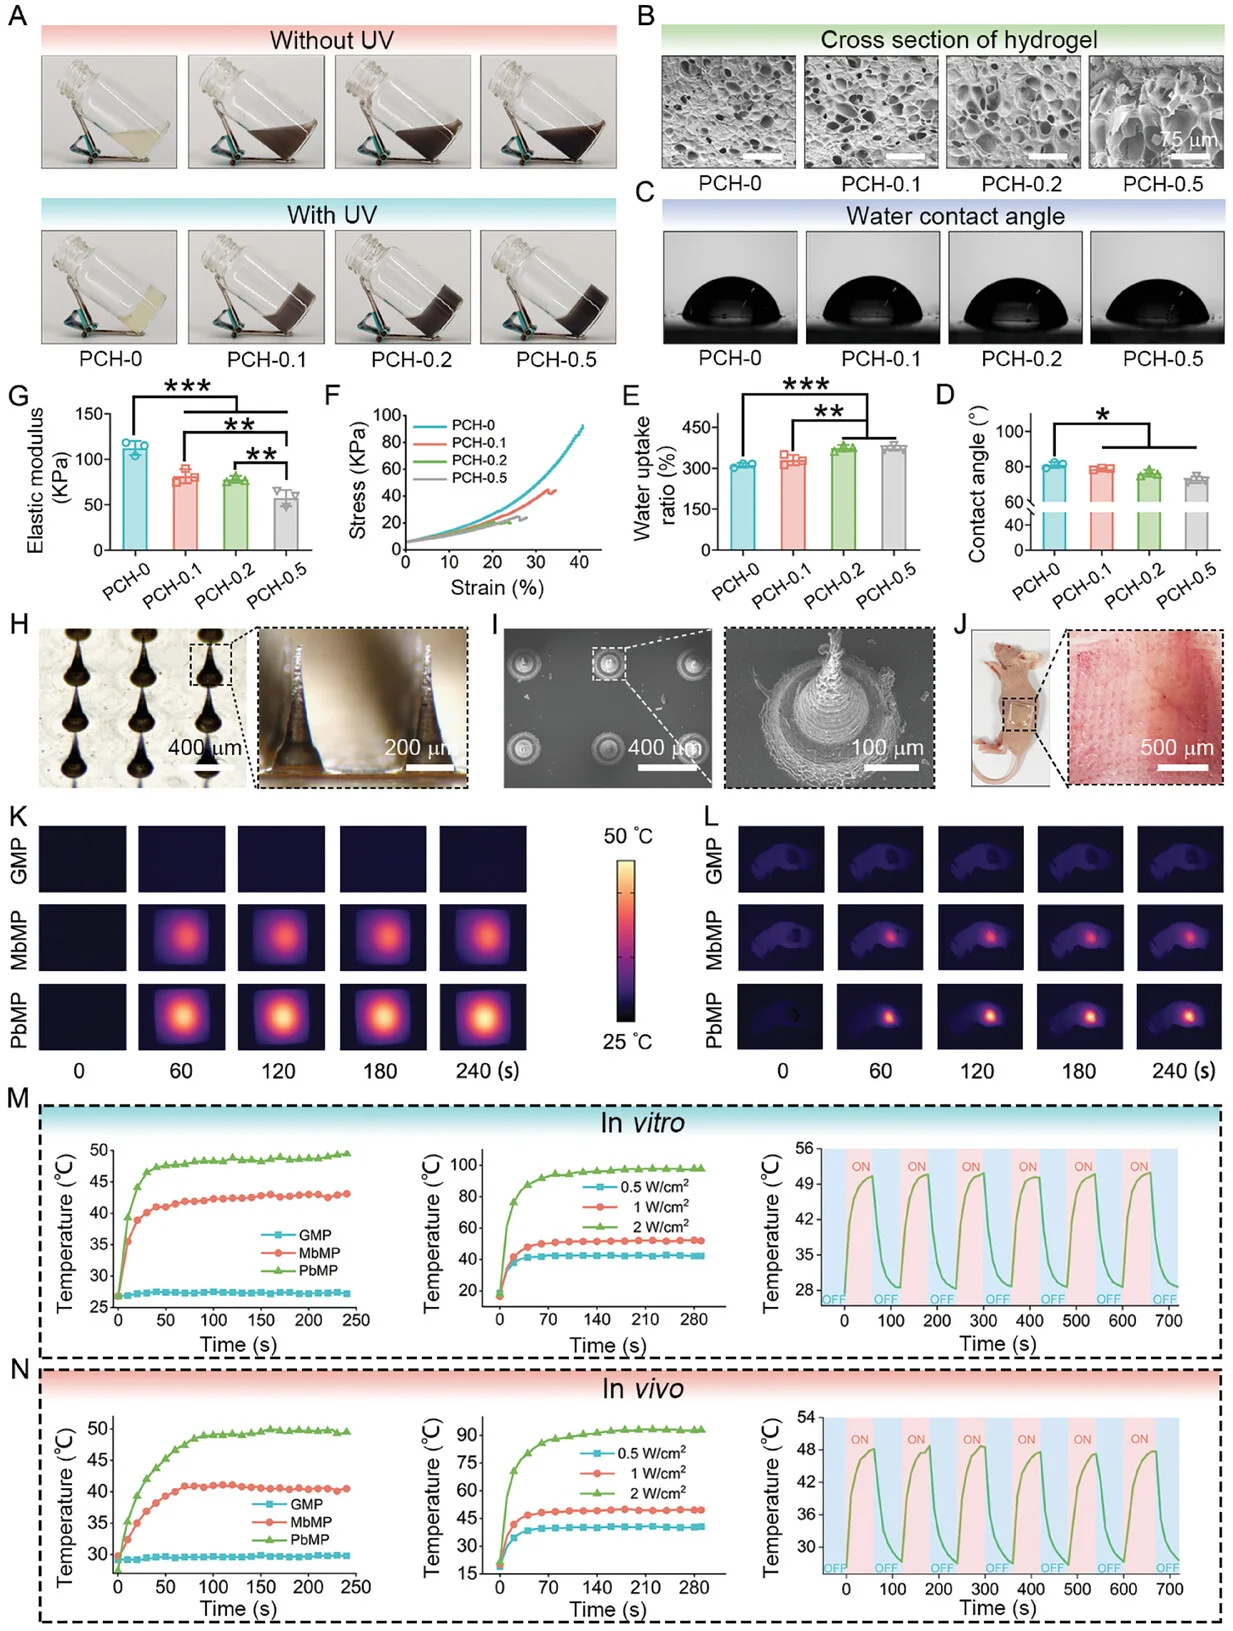 A
Without UV
With UV
PCH-0
PCH-0.1
PCH-0.2
PCH-0.5
B
Cross section of hydrogel
75 μm
PCH-0
PCH-0.1
PCH-0.2
PCH-0.5
C
Water contact angle
PCH-0
PCH-0.1
PCH-0.2
PCH-0.5
G
Elastic modulus
(KPa)
150
100
50
0
***
**
**
PCH-0
PCH-0.1
PCH-0.2
PCH-0.5
F
Stress (KPa)
100
80
60
40
20
0
PCH-0
PCH-0.1
PCH-0.2
PCH-0.5
0 10 20 30 40
Strain (%)
E
Water uptake
ratio (%)
450
300
150
0
***
**
PCH-0
PCH-0.1
PCH-0.2
PCH-0.5
D
Contact angle (°)
100
80
60
40
0
*
PCH-0
PCH-0.1
PCH-0.2
PCH-0.5
H
400 μm
200 μm
I
400 μm
100 μm
J
500 μm
K
GMP
MbMP
PbMP
0 60 120 180 240 (s)
50 °C
25 °C
L
GMP
MbMP
PbMP
0 60 120 180 240 (s)
M
In vitro
Temperature (℃)
50
45
40
35
30
25
GMP
MbMP
PbMP
0 50 100 150 200 250
Time (s)
Temperature (℃)
100
80
60
40
20
0.5 W/cm²
1 W/cm²
2 W/cm²
0 70 140 210 280
Time (s)
Temperature (℃)
56
49
42
35
28
ON ON ON ON ON ON
OFF OFF OFF OFF OFF OFF OFF
0 100 200 300 400 500 600 700
Time (s)
N
In vivo
Temperature (℃)
50
45
40
35
30
GMP
MbMP
PbMP
0 50 100 150 200 250
Time (s)
Temperature (℃)
90
75
60
45
30
15
0.5 W/cm²
1 W/cm²
2 W/cm²
0 70 140 210 280
Time (s)
Temperature (℃)
54
48
42
36
30
ON ON ON ON ON ON
OFF OFF OFF OFF OFF OFF OFF
0 100 200 300 400 500 600 700
Time (s)